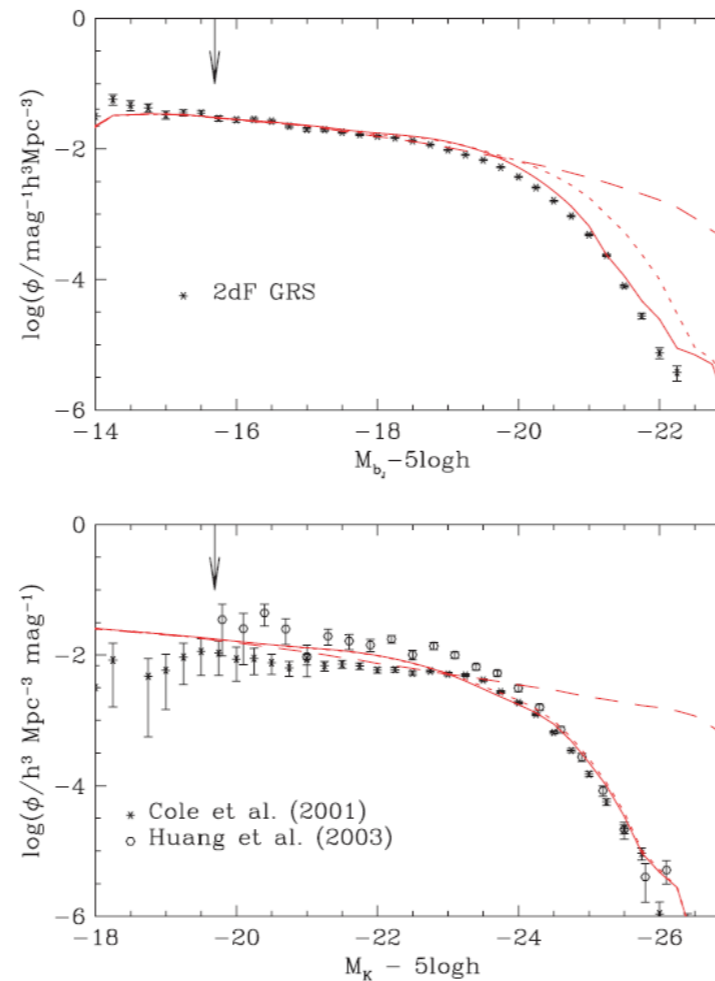 0
−2
−4
−6
log(ϕ/mag⁻¹h³Mpc⁻³)
2dF GRS
−14 −16 −18 −20 −22
M_bJ−5logh
0
−2
−4
−6
log(ϕ/h³ Mpc⁻³ mag⁻¹)
Cole et al. (2001)
Huang et al. (2003)
−18 −20 −22 −24 −26
M_K − 5logh